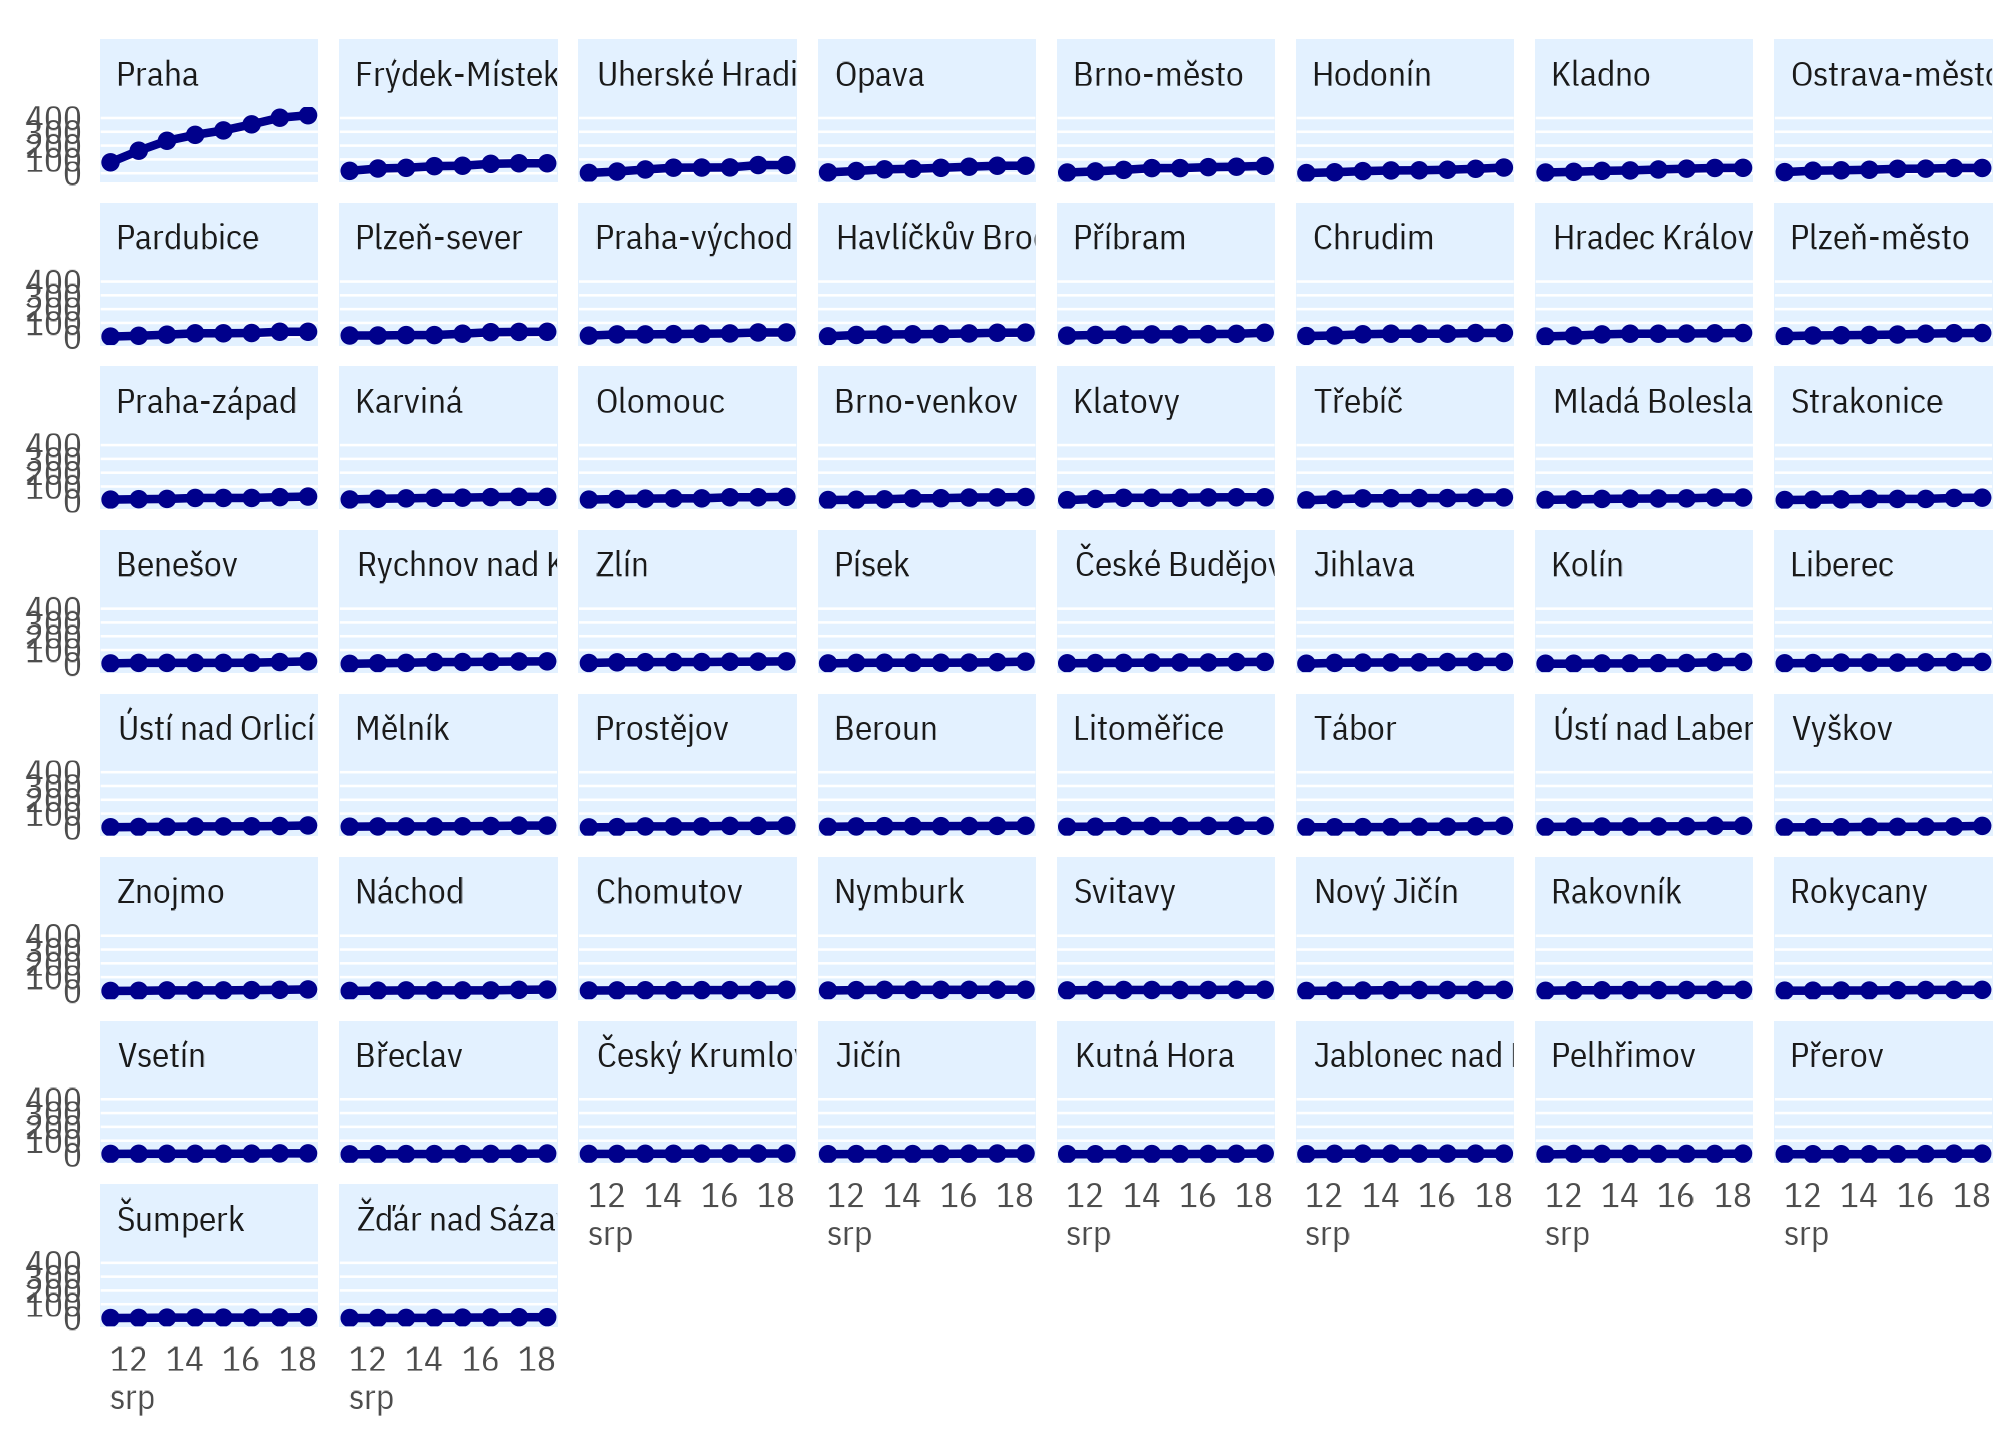 Praha
Frýdek-Místek
Uherské Hradi
Opava
Brno-město
Hodonín
Kladno
Ostrava-město
400
300
200
100
0
Pardubice
Plzeň-sever
Praha-východ
Havlíčkův Brod
Příbram
Chrudim
Hradec Králov
Plzeň-město
400
300
200
100
0
Praha-západ
Karviná
Olomouc
Brno-venkov
Klatovy
Třebíč
Mladá Bolesla
Strakonice
400
300
200
100
0
Benešov
Rychnov nad K
Zlín
Písek
České Budějov
Jihlava
Kolín
Liberec
400
300
200
100
0
Ústí nad Orlicí
Mělník
Prostějov
Beroun
Litoměřice
Tábor
Ústí nad Laber
Vyškov
400
300
200
100
0
Znojmo
Náchod
Chomutov
Nymburk
Svitavy
Nový Jičín
Rakovník
Rokycany
400
300
200
100
0
Vsetín
Břeclav
Český Krumlov
Jičín
Kutná Hora
Jablonec nad
Pelhřimov
Přerov
400
300
200
100
0
12 14 16 18
srp
12 14 16 18
srp
12 14 16 18
srp
12 14 16 18
srp
12 14 16 18
srp
12 14 16 18
srp
Šumperk
Žďár nad Sáza
400
300
200
100
0
12 14 16 18
srp
12 14 16 18
srp